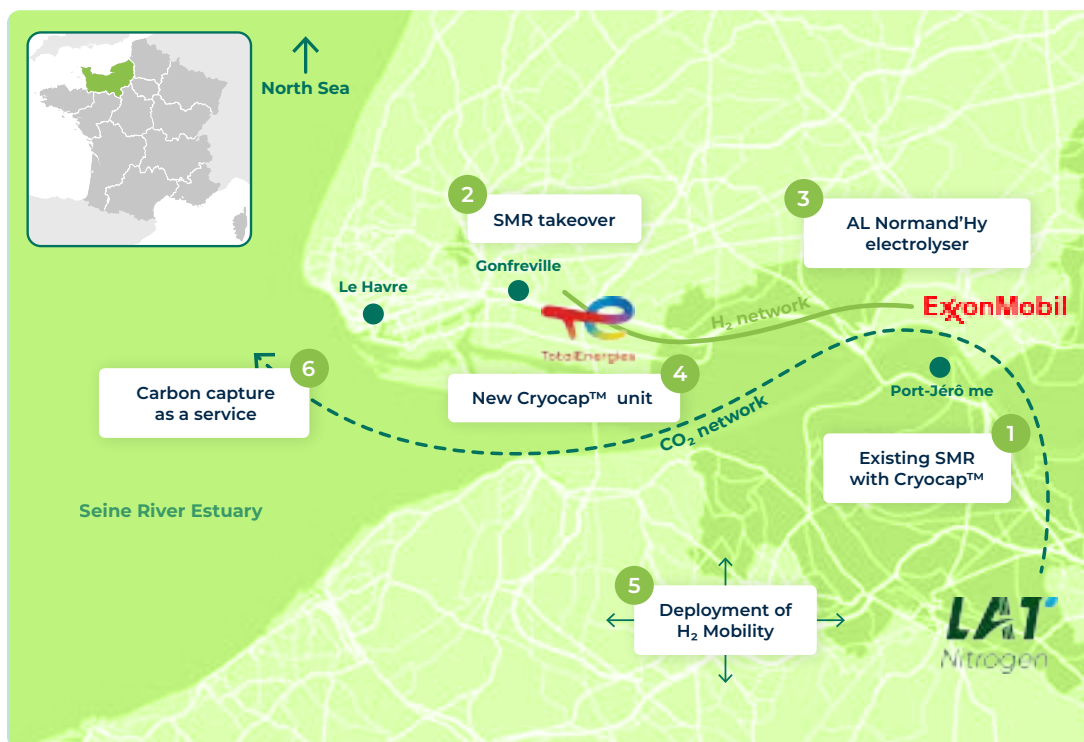 North Sea
2
SMR takeover
3
AL Normand’Hy
electrolyser
Gonfreville
Le Havre
TotalEnergies
H₂ network
ExxonMobil
6
Carbon capture
as a service
4
New Cryocap™ unit
CO₂ network
Port-Jérô me
1
Existing SMR
with Cryocap™
Seine River Estuary
5
Deployment of
H₂ Mobility
LAT
Nitrogen